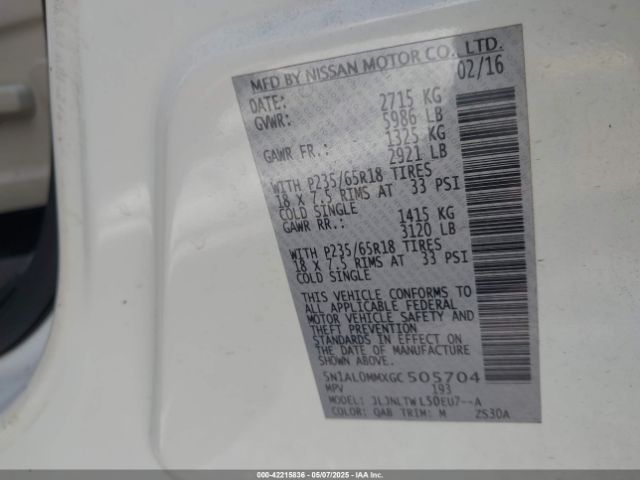 MFD BY NISSAN MOTOR CO., LTD.
DATE: 02/16
GVWR: 2715 KG
5986 LB
GAWR FR.: 1325 KG
2921 LB
WITH P235/65R18 TIRES
18 X 7.5 RIMS AT 33 PSI
COLD SINGLE
GAWR RR.: 1415 KG
3120 LB
WITH P235/65R18 TIRES
18 X 7.5 RIMS AT 33 PSI
COLD SINGLE
THIS VEHICLE CONFORMS TO
ALL APPLICABLE FEDERAL
MOTOR VEHICLE SAFETY AND
THEFT PREVENTION
STANDARDS IN EFFECT ON
THE DATE OF MANUFACTURE
SHOWN ABOVE.
5N1AL0MMXGC505704
MPV 193
MODEL: JLJNLTWL50EU7--A
COLOR: QAB TRIM: M ZS30A
000-42215836 - 05/07/2025 - COPYRIGHT IAA, LLC.